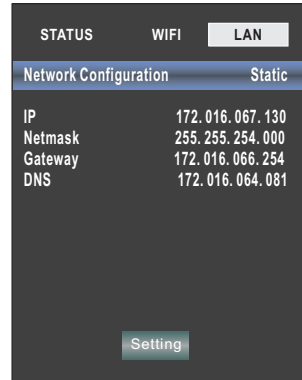 STATUS WIFI LAN
Network Configuration Static
IP 172.016.067.130
Netmask 255.255.254.000
Gateway 172.016.066.254
DNS 172.016.064.081
Setting